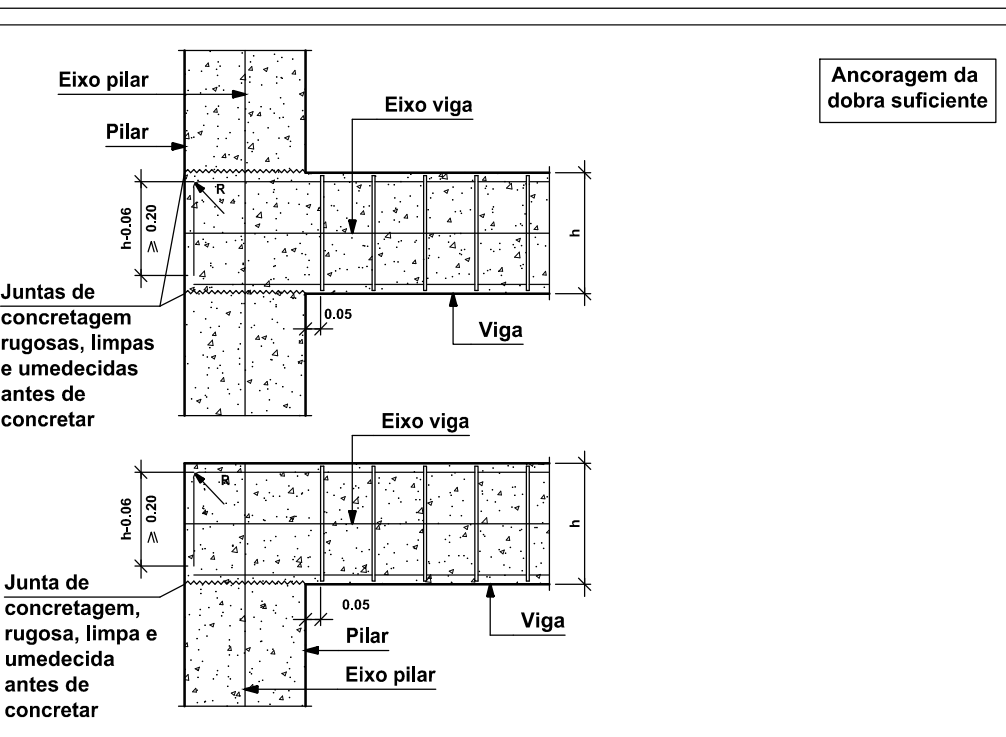 Ancoragem da
dobra suficiente
Eixo pilar
Eixo viga
Pilar
R
h-0.06
≥ 0.20
h
Juntas de
concretagem
rugosas, limpas
e umedecidas
antes de
concretar
0.05
Viga
Eixo viga
R
h-0.06
≥ 0.20
h
Junta de
concretagem,
rugosa, limpa e
umedecida
antes de
concretar
0.05
Viga
Pilar
Eixo pilar